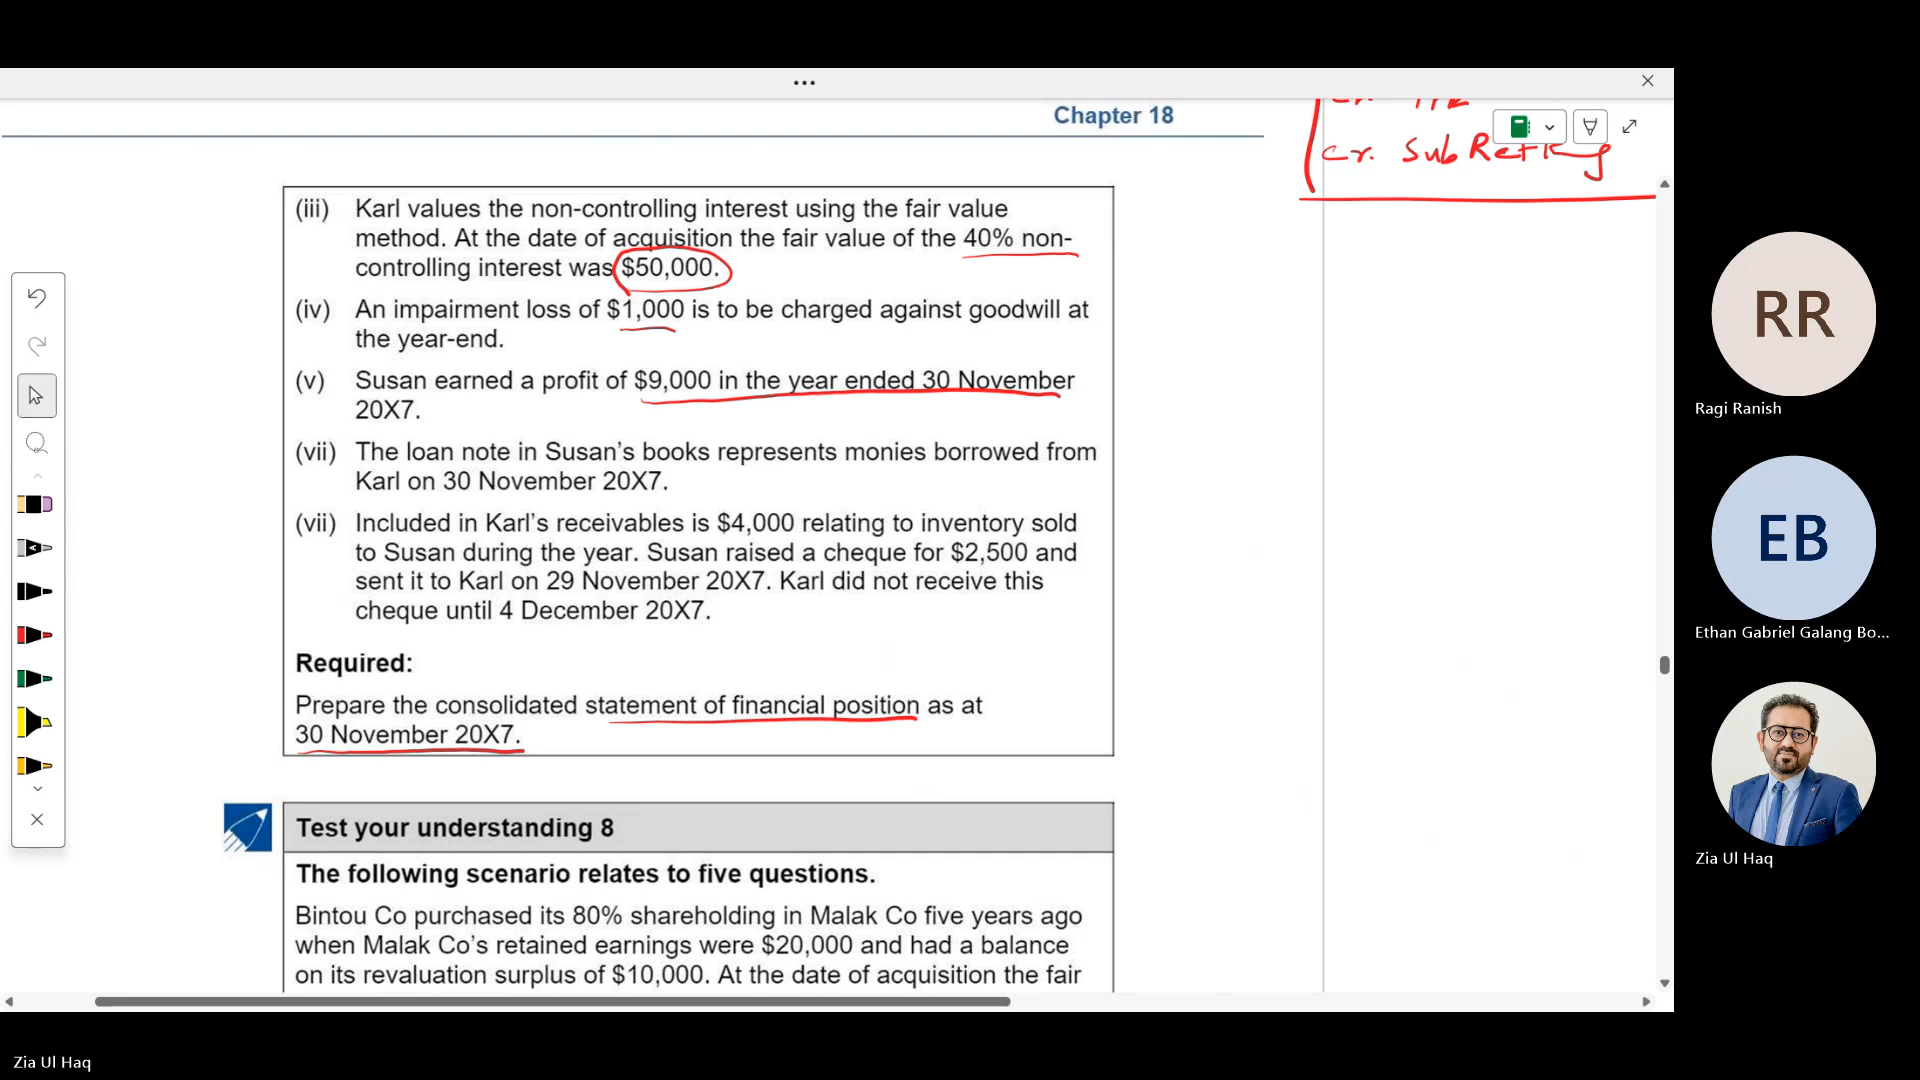 Chapter 18
Cr. Sub Ret
(iii) Karl values the non-controlling interest using the fair value
method. At the date of acquisition the fair value of the 40% non-
controlling interest was $50,000.
(iv) An impairment loss of $1,000 is to be charged against goodwill at
the year-end.
(v) Susan earned a profit of $9,000 in the year ended 30 November
20X7.
(vii) The loan note in Susan's books represents monies borrowed from
Karl on 30 November 20X7.
(vii) Included in Karl's receivables is $4,000 relating to inventory sold
to Susan during the year. Susan raised a cheque for $2,500 and
sent it to Karl on 29 November 20X7. Karl did not receive this
cheque until 4 December 20X7.
Required:
Prepare the consolidated statement of financial position as at
30 November 20X7.
Test your understanding 8
The following scenario relates to five questions.
Bintou Co purchased its 80% shareholding in Malak Co five years ago
when Malak Co's retained earnings were $20,000 and had a balance
on its revaluation surplus of $10,000. At the date of acquisition the fair
RR
Ragi Ranish
EB
Ethan Gabriel Galang Bo...
Zia Ul Haq
Zia Ul Haq